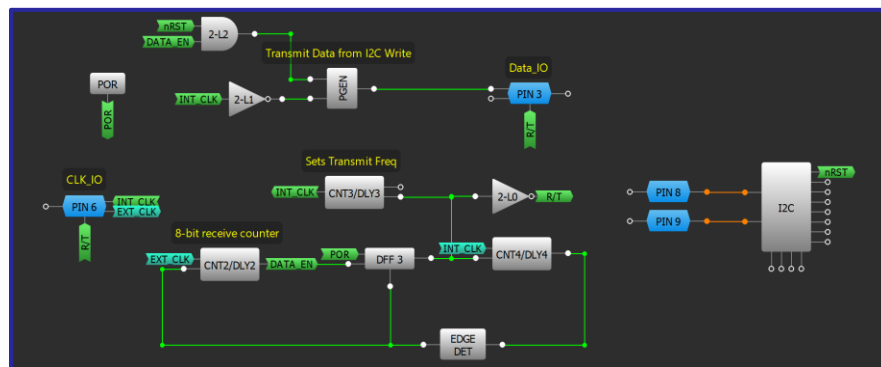 nRST
DATA_EN
2-L2
Transmit Data from I2C Write
Data_IO
POR
POR
INT_CLK
2-L1
PGEN
PIN 3
R/T
Sets Transmit Freq
CLK_IO
INT_CLK
CNT3/DLY3
2-L0
R/T
nRST
PIN 6
INT_CLK
EXT_CLK
R/T
PIN 8
PIN 9
I2C
8-bit receive counter
EXT_CLK
CNT2/DLY2
DATA_EN
POR
DFF 3
INT_CLK
CNT4/DLY4
EDGE
DET